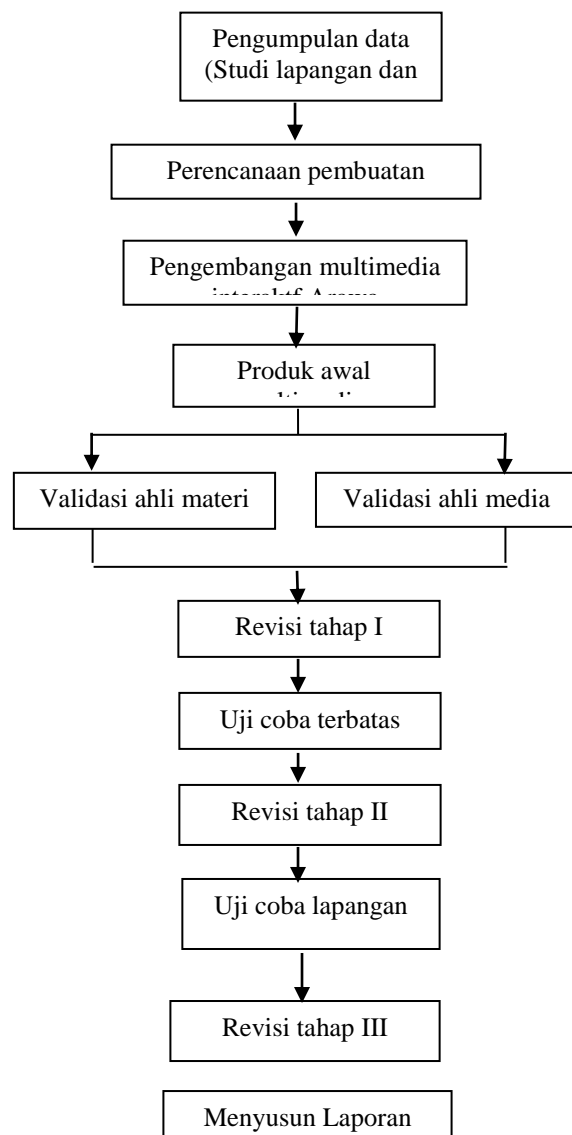 Pengumpulan data
(Studi lapangan dan
Perencanaan pembuatan
Pengembangan multimedia
Produk awal
Validasi ahli materi
Validasi ahli media
Revisi tahap I
Uji coba terbatas
Revisi tahap II
Uji coba lapangan
Revisi tahap III
Menyusun Laporan